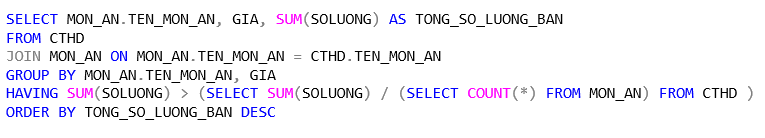 SELECT MON_AN.TEN_MON_AN, GIA, SUM(SOLUONG) AS TONG_SO_LUONG_BAN
FROM CTHD
JOIN MON_AN ON MON_AN.TEN_MON_AN = CTHD.TEN_MON_AN
GROUP BY MON_AN.TEN_MON_AN, GIA
HAVING SUM(SOLUONG) > (SELECT SUM(SOLUONG) / (SELECT COUNT(*) FROM MON_AN) FROM CTHD )
ORDER BY TONG_SO_LUONG_BAN DESC